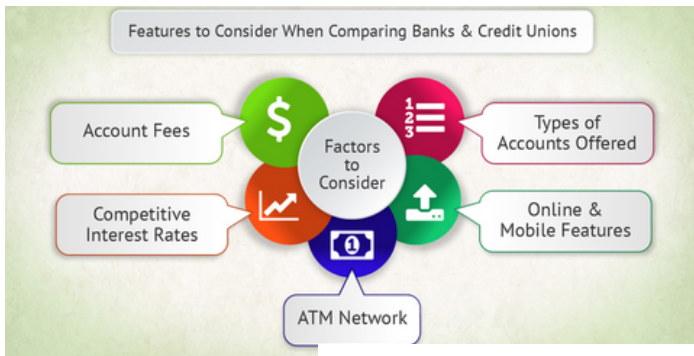 Features to Consider When Comparing Banks & Credit Unions
Account Fees
$
1
2
3
Types of
Accounts Offered
Factors
to
Consider
Competitive
Interest Rates
Online &
Mobile Features
1
ATM Network